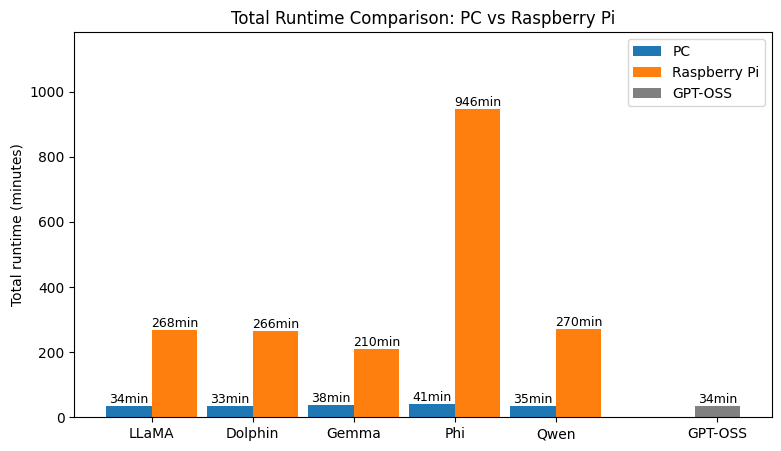 Total Runtime Comparison: PC vs Raspberry Pi
PC
Raspberry Pi
GPT-OSS
Total runtime (minutes)
1000
800
600
400
200
0
946min
268min
266min
210min
270min
34min
33min
38min
41min
35min
34min
LLaMA
Dolphin
Gemma
Phi
Qwen
GPT-OSS